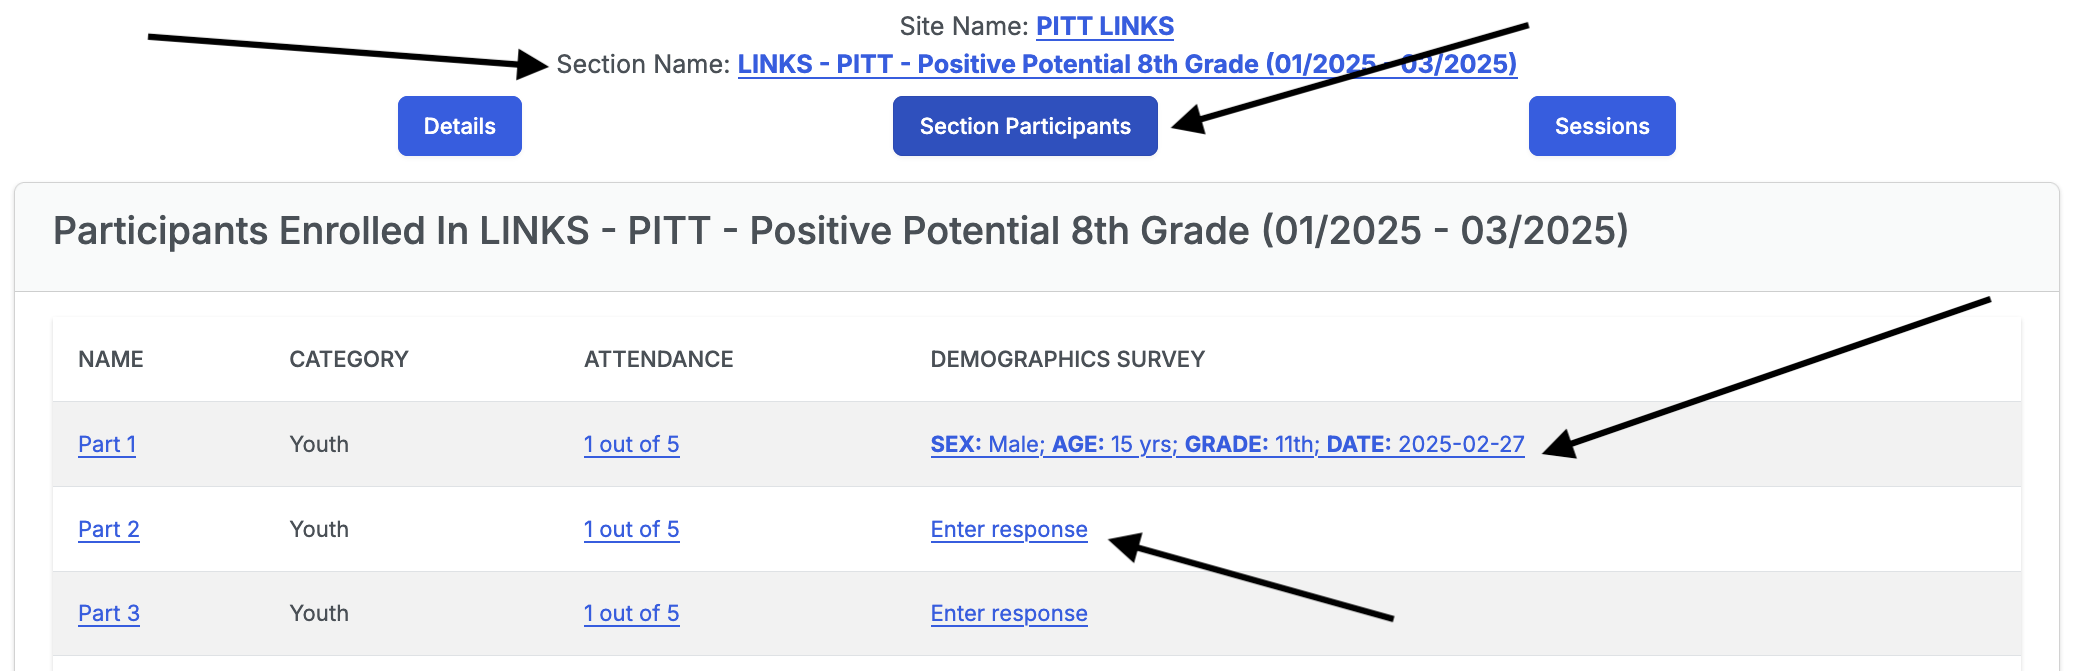 Site Name: PITT LINKS
Section Name: LINKS - PITT - Positive Potential 8th Grade (01/2025 - 03/2025)
Details Section Participants Sessions
Participants Enrolled In LINKS - PITT - Positive Potential 8th Grade (01/2025 - 03/2025)
NAME CATEGORY ATTENDANCE DEMOGRAPHICS SURVEY
Part 1 Youth 1 out of 5 SEX: Male; AGE: 15 yrs; GRADE: 11th; DATE: 2025-02-27
Part 2 Youth 1 out of 5 Enter response
Part 3 Youth 1 out of 5 Enter response